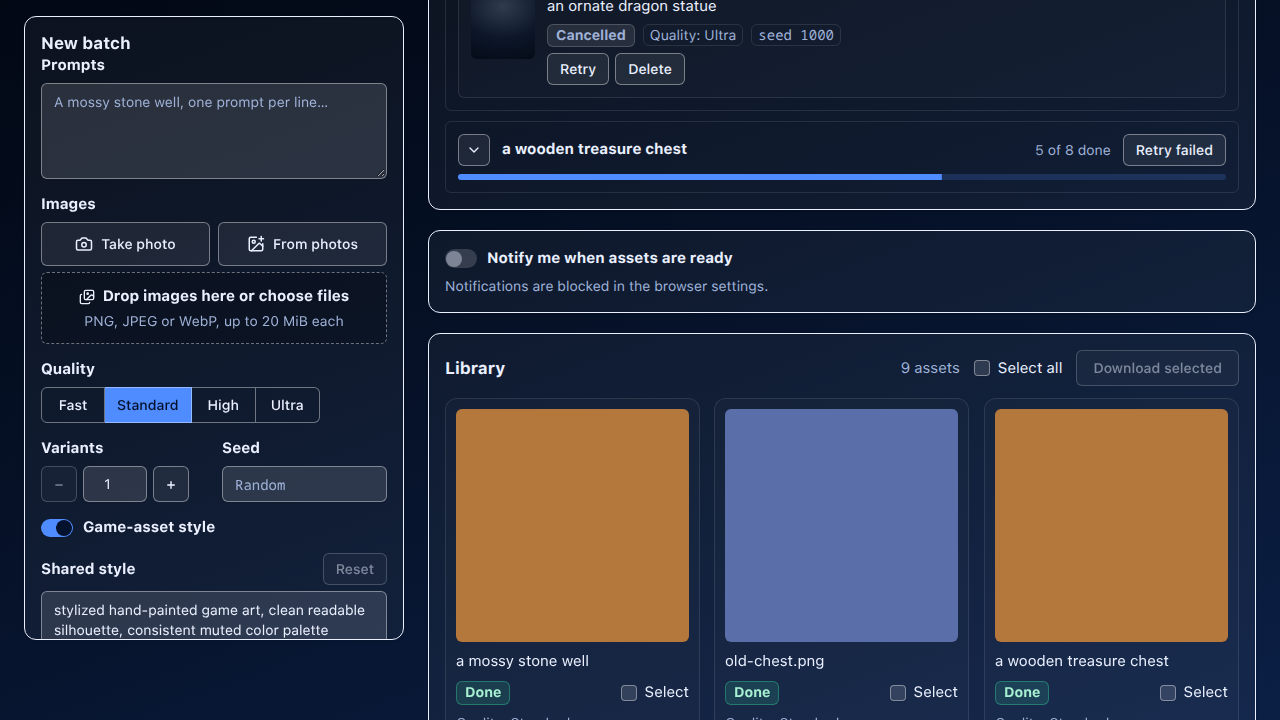 New batch
Prompts
A mossy stone well, one prompt per line…
Images
Take photo
From photos
Drop images here or choose files
PNG, JPEG or WebP, up to 20 MiB each
Quality
Fast
Standard
High
Ultra
Variants
Seed
−
1
+
Random
Game-asset style
Shared style
Reset
stylized hand-painted game art, clean readable
silhouette, consistent muted color palette
an ornate dragon statue
Cancelled
Quality: Ultra
seed 1000
Retry
Delete
a wooden treasure chest
5 of 8 done
Retry failed
Notify me when assets are ready
Notifications are blocked in the browser settings.
Library
9 assets
Select all
Download selected
a mossy stone well
Done
Select
old-chest.png
Done
Select
a wooden treasure chest
Done
Select